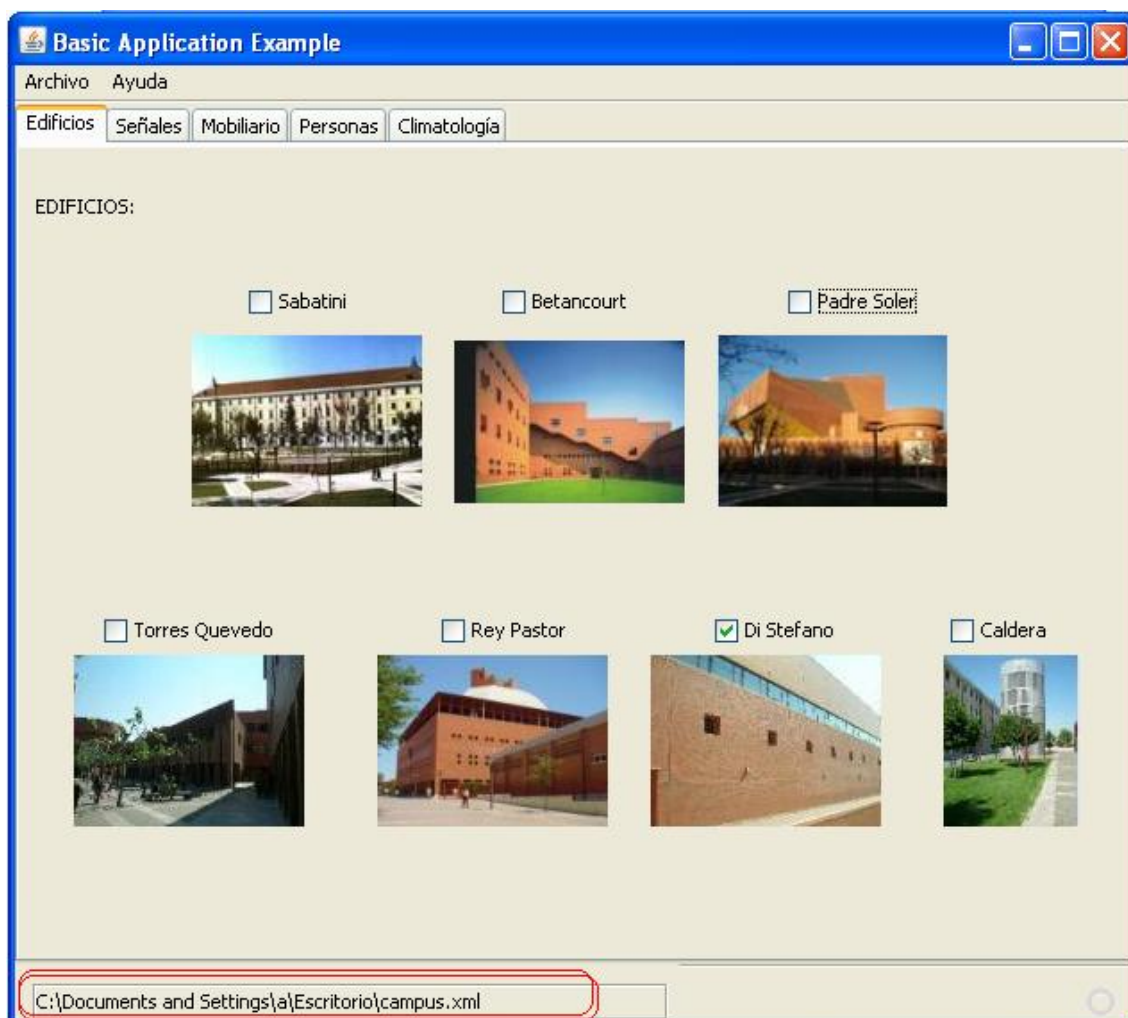 Basic Application Example
Archivo Ayuda
Edificios Señales Mobiliario Personas Climatología
EDIFICIOS:
Sabatini Betancourt Padre Soler
Torres Quevedo Rey Pastor Di Stefano Caldera
C:\Documents and Settings\a\Escritorio\campus.xml